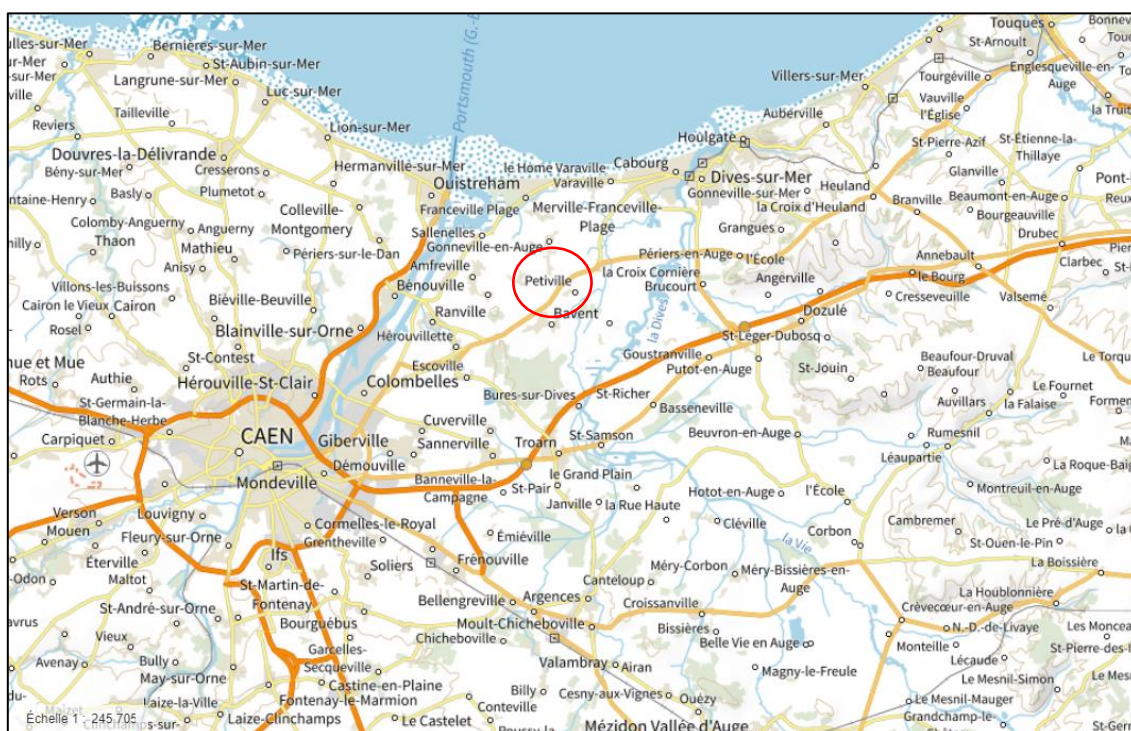 ulles-sur-Mer
Bernières-sur-Mer
St-Aubin-sur-Mer
Langrune-sur-Mer
Luc-sur-Mer
Tailleville
Reviers
Lion-sur-Mer
Douvres-la-Délivrande
Bény-sur-Mer
Cresserons
Hermanville-sur-Mer
Ouistreham
Basly
Plumetot
ntaine-Henry
Colleville-
Montgomery
Colomby-Anguerny
Anguerny
Thaon
Mathieu
Périers-sur-le-Dan
Anisy
Villons-les-Buissons
Cairon le Vieux
Cairon
Biéville-Beuville
Bénouville
Rosel
Blainville-sur-Orne
St-Contest
nue et Mue
Rots
Authie
Hérouville-St-Clair
St-Germain-la-
Blanche-Herbe
Carpiquet
CAEN
Mondeville
Giberville
Démouville
Colombelles
Cuverville
Sannerville
Portsmouth (G.-B
le Hôme Varaville
Varaville
Cabourg
Houlgate
Franceville Plage
Merville-Franceville-
Plage
Sallenelles
Gonneville-en-Auge
Amfreville
Petiville
Ranville
Bavent
Hérouvillette
Escoville
Périers-en-Auge
la Croix Cornière
Brucourt
la Dives
Goustranville
Putot-en-Auge
Bures-sur-Dives
St-Richer
Basseneville
Troarn
St-Samson
Banneville-la-
Campagne
St-Pair
le Grand Plain
Janville
la Rue Haute
Touques
St-Arnoult
Villers-sur-Mer
Tourgéville
Englesqueville-en-
Auge
Vauville
l'Église
la Truit
Auberville
St-Pierre-Azif
St-Étienne-la-
Thillaye
Dives-sur-Mer
Gonneville-sur-Mer
Heuland
Glanville
la Croix d'Heuland
Branville
Beaumont-en-Auge
Bourgeauville
Grangues
Drubec
l'École
Annebault
Clarbec
Angerville
le Bourg
Cresseveuille
Valsemé
Dozulé
St-Léger-Dubosq
St-Jouin
Beaufour-Druval
Beaufour
Le Torque
Le Fournet
Auvillars
la Falaise
Beuvron-en-Auge
Rumesnil
Léaupartie
La Roque-Baig
Hotot-en-Auge
l'École
Montreuil-en-Auge
Cléville
Corbon
Cambremer
Le Pré-d'Auge
St-Ouen-le-Pin
la Vie
La Boissière
Verson
Mouen
Louvigny
Fleury-sur-Orne
Cormelles-le-Royal
Grentheville
Émiéville
Éterville
Maltot
Ifs
Soliers
Frénouville
-Odon
St-Martin-de-
Fontenay
St-André-sur-Orne
Bourguébus
Bellengreville
Argences
Canteloup
Méry-Corbon
Méry-Bissières-en-
Auge
Croissanville
La Houblonnière
Crèvecœur-en-Auge
Vieux
Chicheboville
Moult-Chicheboville
Bissières
Belle Vie en Auge
N.-D.-de-Livaye
Les Moncea
Avenay
Bully
May-sur-Orne
Garcelles-
Secqueville
Valambray
Airan
Magny-le-Freule
Monteille
Lécaude
St-Pierre-des-I
Le Mesnil-Simon
Castine-en-Plaine
Billy
Conteville
Cesny-aux-Vignes
Ouézy
Le Mesnil-Mauger
Laize-la-Ville
Fontenay-le-Marmion
Grandchamp-le-
Échelle 1 : 245 705
Laize-Clinchamps
Le Castelet
Mézidon Vallée d'Auge